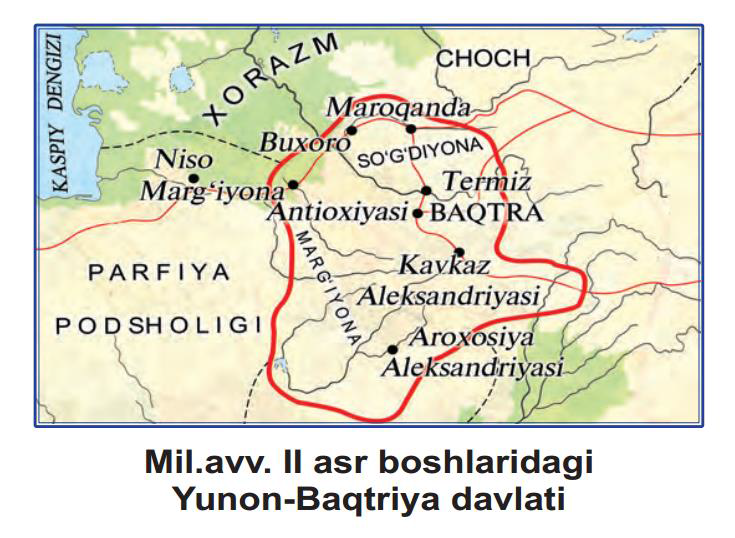 KASPIY DENGIZI
XORAZM
CHOCH
Maroqanda
Buxoro
SO‘G‘DIYONA
Niso
Marg‘iyona
Antioxiyasi
Termiz
BAQTRA
MARG‘IYONA
Kavkaz
Aleksandriyasi
PARFIYA
PODSHOLIGI
Aroxosiya
Aleksandriyasi
Mil.avv. II asr boshlaridagi
Yunon-Baqtriya davlati